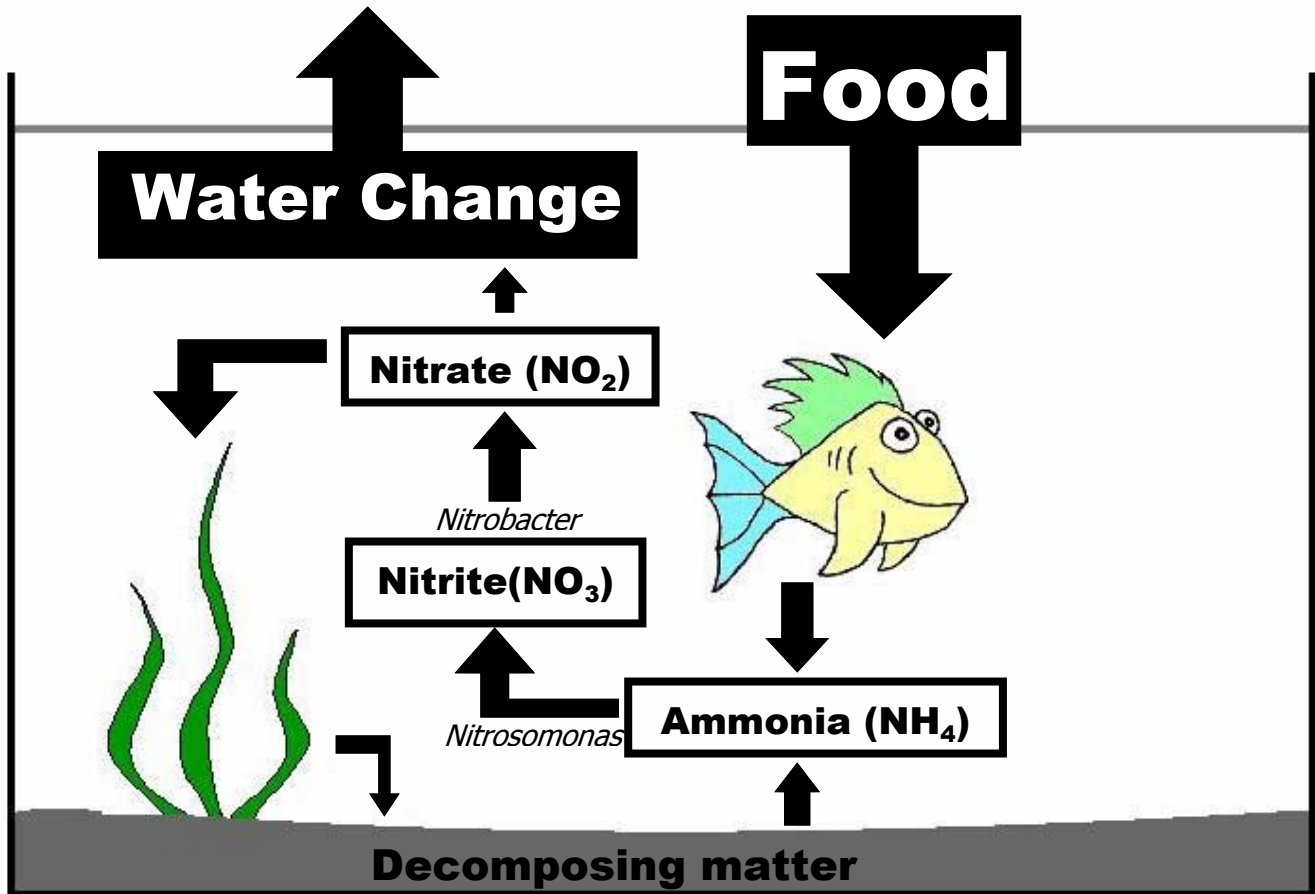 Food
Water Change
Nitrate (NO₂)
Nitrobacter
Nitrite(NO₃)
Nitrosomonas
Ammonia (NH₄)
Decomposing matter